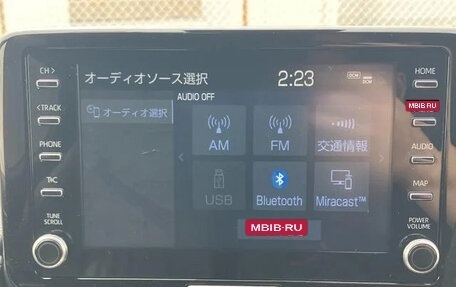 CH >
オーディオソース選択
2:23
DCM
DCM
HOME
AUDIO OFF
MBIB.RU
< TRACK
オーディオ選択
AM
FM
交通情報
PHONE
AUDIO
USB
Bluetooth
Miracast™
MAP
TUNE
SCROLL
MBIB.RU
POWER
VOLUME